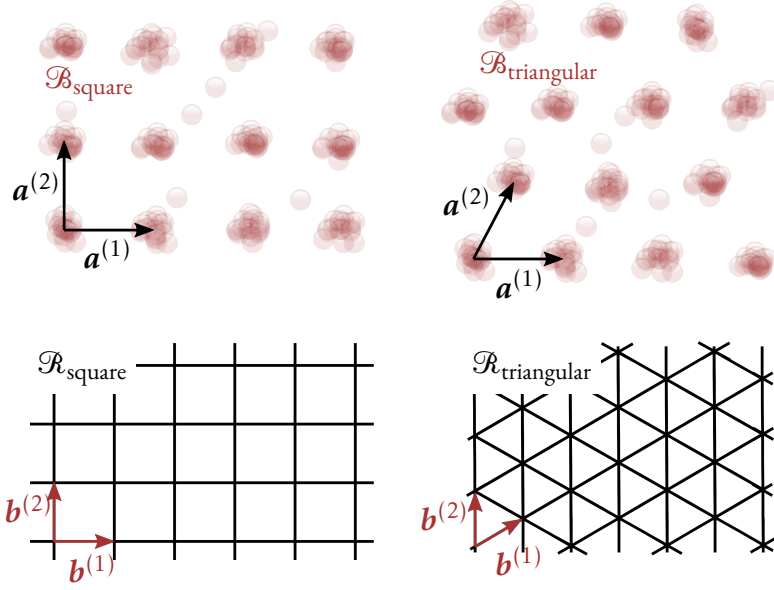 ℬsquare
a(2)
a(1)
ℬtriangular
a(2)
a(1)
ℛsquare
b(2)
b(1)
ℛtriangular
b(2)
b(1)